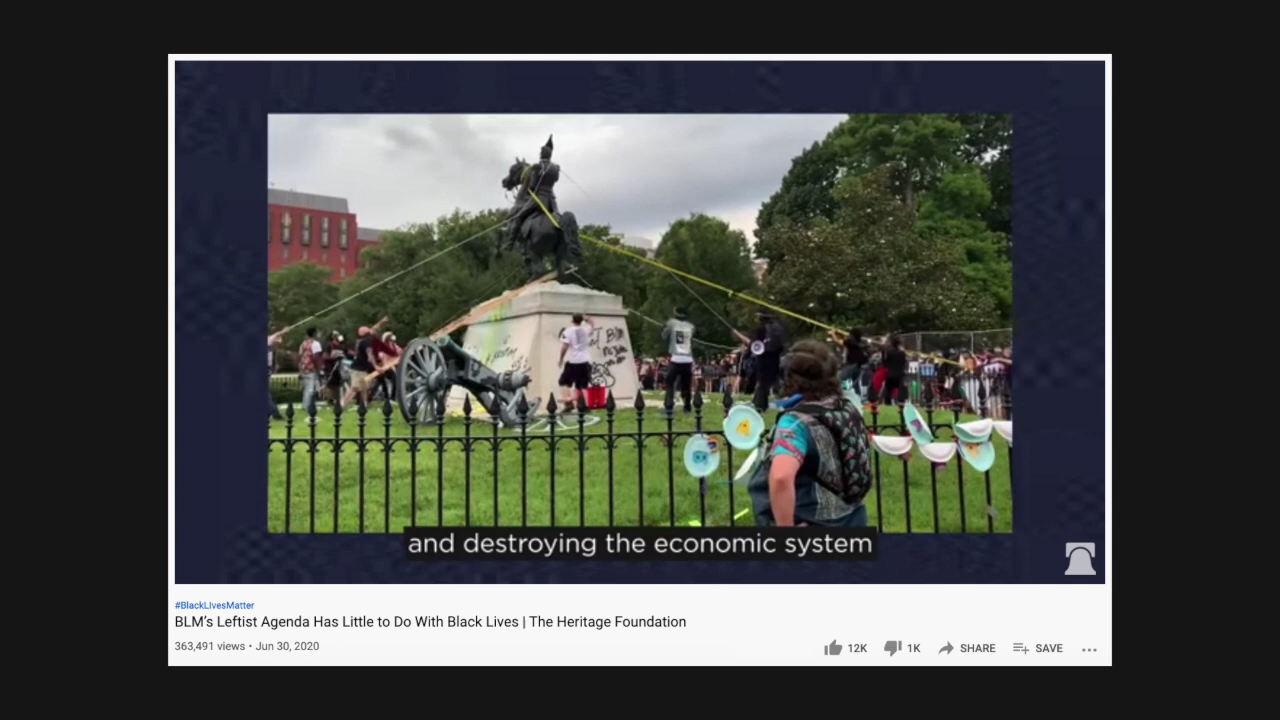 and destroying the economic system
#BlackLIvesMatter
BLM's Leftist Agenda Has Little to Do With Black Lives | The Heritage Foundation
363,491 views • Jun 30, 2020
12K
1K
SHARE
SAVE